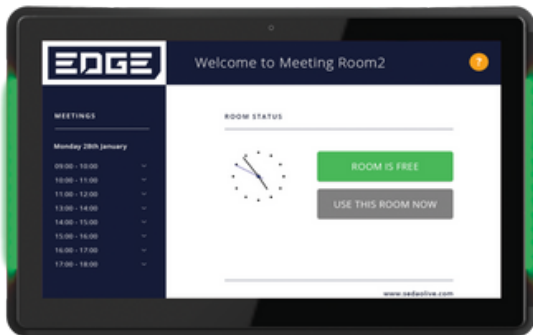 EDGE
Welcome to Meeting Room2
?
MEETINGS
Monday 28th January
09:00 - 10:00
10:00 - 11:00
11:00 - 12:00
13:00 - 14:00
14:00 - 15:00
15:00 - 16:00
16:00 - 17:00
17:00 - 18:00
ROOM STATUS
ROOM IS FREE
USE THIS ROOM NOW
www.sedaolive.com